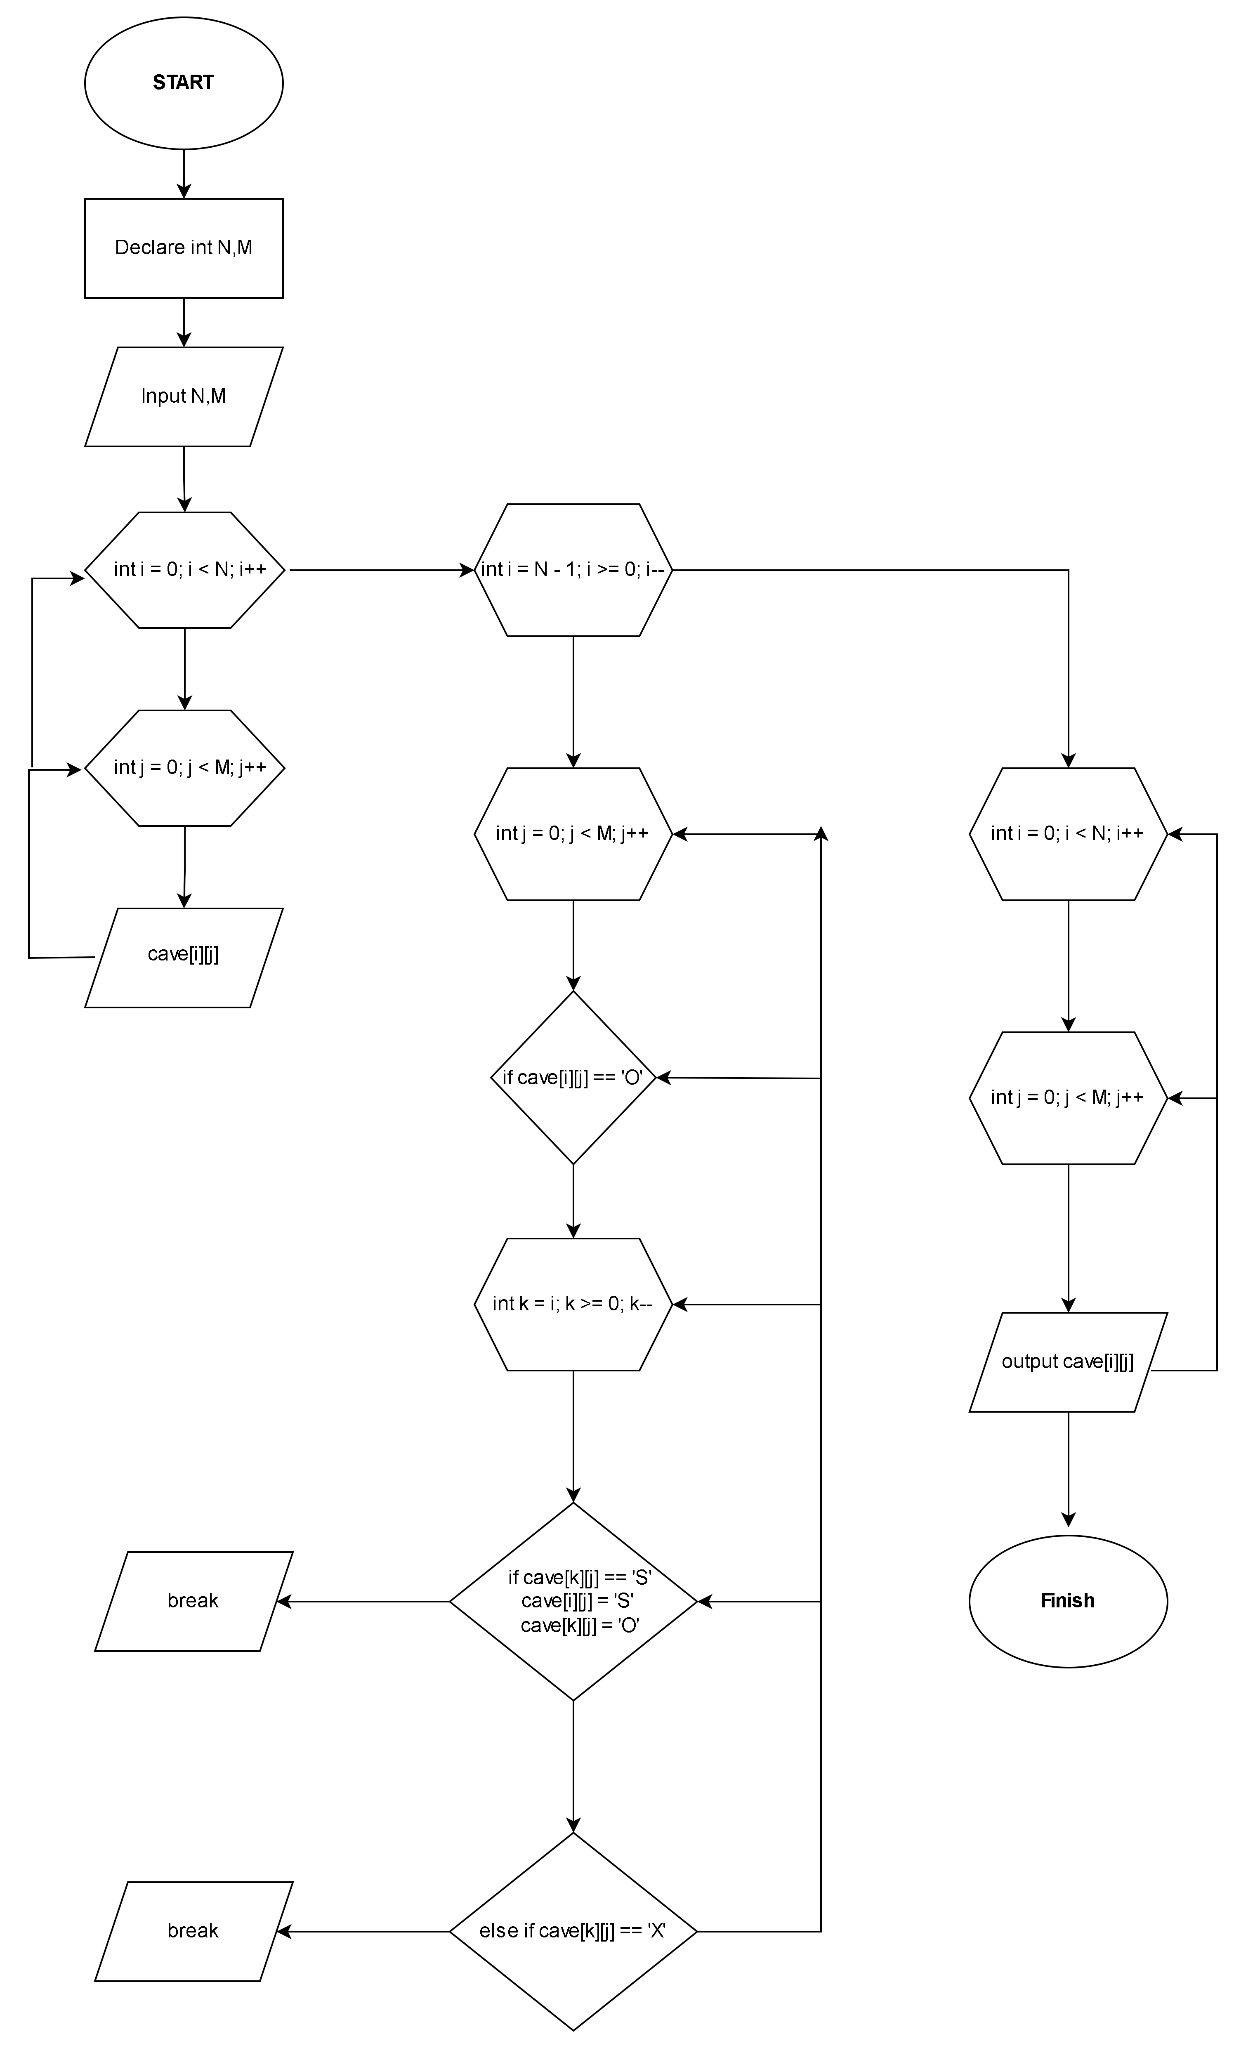 START
Declare int N,M
Input N,M
int i = 0; i < N; i++
int j = 0; j < M; j++
cave[i][j]
int i = N - 1; i >= 0; i--
int j = 0; j < M; j++
if cave[i][j] == 'O'
int k = i; k >= 0; k--
if cave[k][j] == 'S'
cave[i][j] = 'S'
cave[k][j] = 'O'
break
else if cave[k][j] == 'X'
break
int i = 0; i < N; i++
int j = 0; j < M; j++
output cave[i][j]
Finish